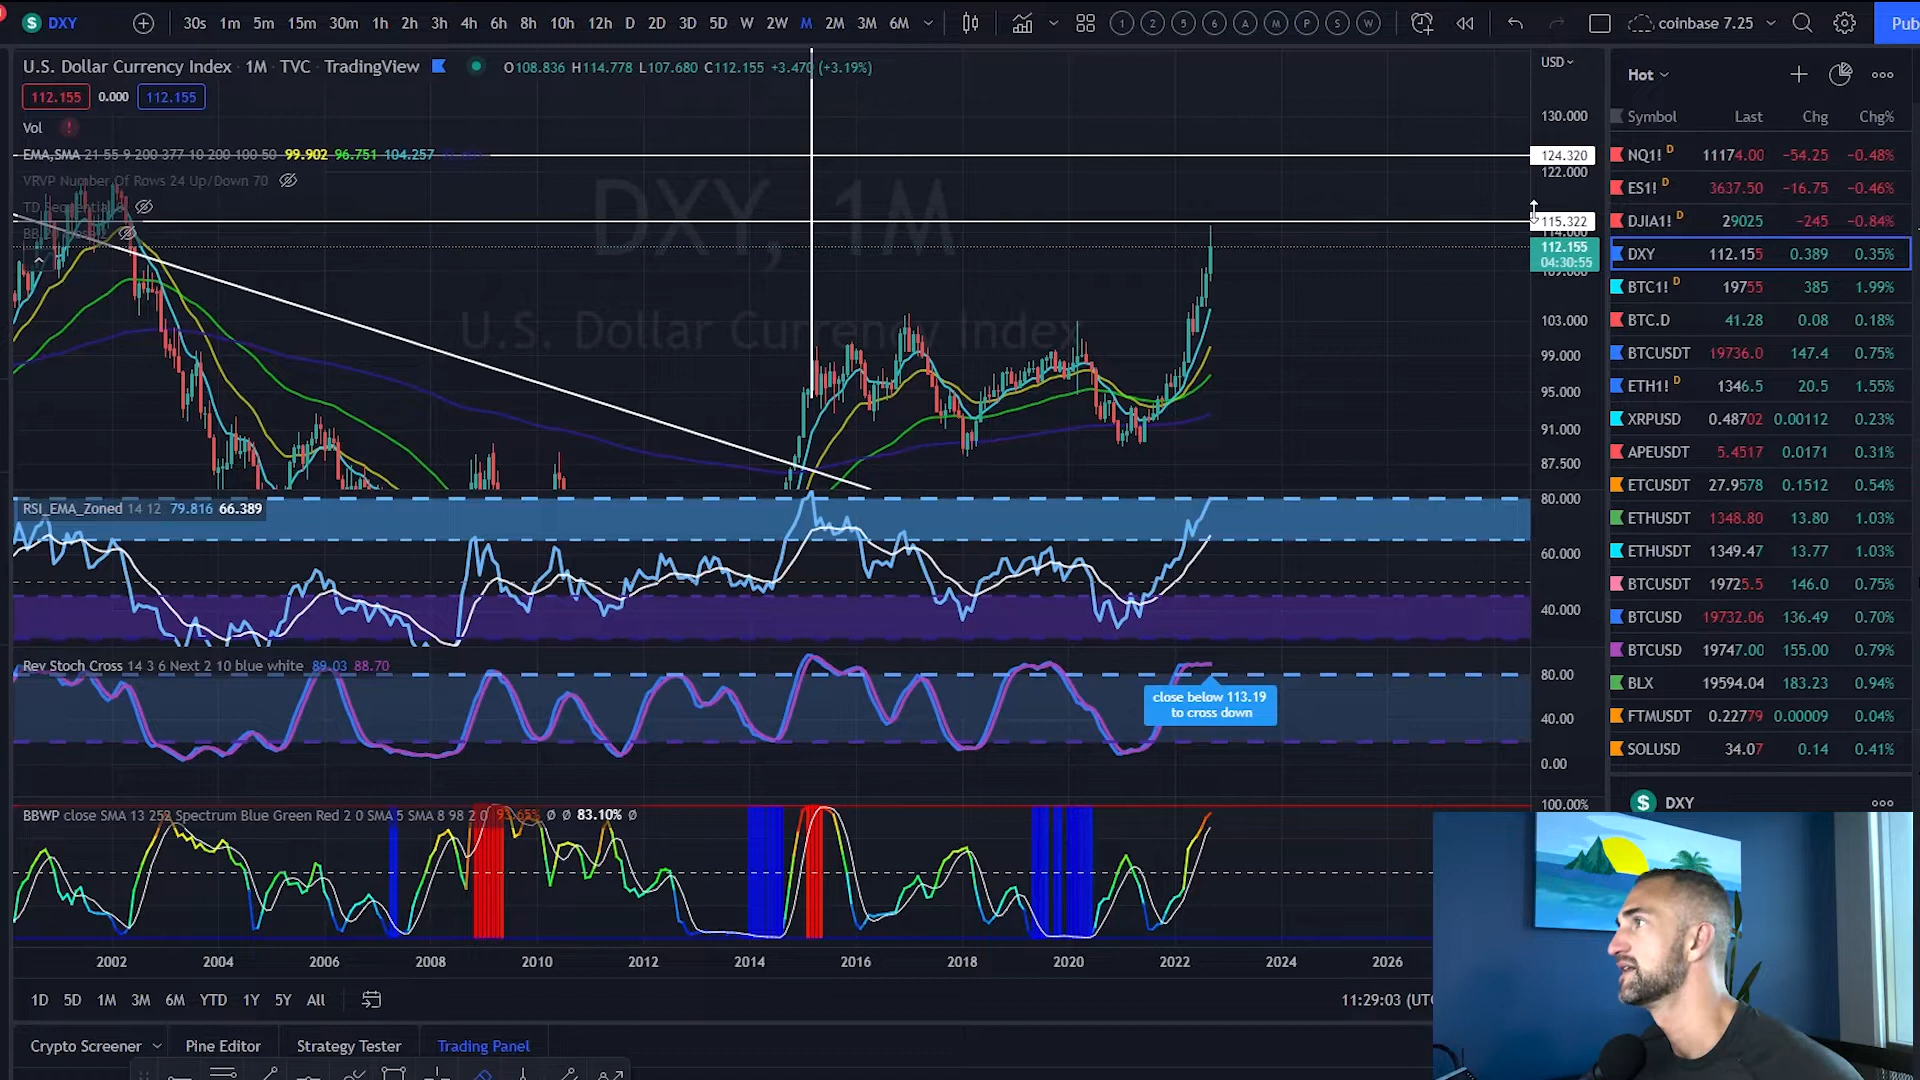 DXY 30s 1m 5m 15m 30m 1h 2h 3h 4h 6h 8h 10h 12h D 2D 3D 5D W 2W M 2M 3M 6M 1 2 5 6 A M P S W coinbase 7.25
U.S. Dollar Currency Index · 1M · TVC · TradingView O108.836 H114.778 L107.680 C112.155 +3.470 (+3.19%) USD
112.155 0.000 112.155
Vol !
EMA,SMA 21 55 9 200 377 10 200 100 50 99.902 96.751 104.257
VRVP Number Of Rows 24 Up/Down 70
TD Sequential
DXY, 1M
U.S. Dollar Currency Index
130.000
124.320
122.000
115.322
114.000
112.155
04:30:55
109.000
103.000
99.000
95.000
91.000
87.500
RSI_EMA_Zoned 14 12 79.816 66.389
80.000
60.000
40.000
Rev Stoch Cross 14 3 6 Next 2 10 blue white 89.03 88.70
close below 113.19
to cross down
80.00
40.00
0.00
BBWP close SMA 13 252 Spectrum Blue Green Red 2 0 SMA 5 SMA 8 98 2 0 93.65% Ø Ø 83.10% Ø
100.00%
2002 2004 2006 2008 2010 2012 2014 2016 2018 2020 2022 2024 2026
1D 5D 1M 3M 6M YTD 1Y 5Y All
11:29:03 (UTC
Crypto Screener Pine Editor Strategy Tester Trading Panel
Hot
Symbol Last Chg Chg%
NQ1! D 11174.00 −54.25 −0.48%
ES1! D 3637.50 −16.75 −0.46%
DJIA1! D 29025 −245 −0.84%
DXY 112.155 0.389 0.35%
BTC1! D 19755 385 1.99%
BTC.D 41.28 0.08 0.18%
BTCUSDT 19736.0 147.4 0.75%
ETH1! D 1346.5 20.5 1.55%
XRPUSD 0.48702 0.00112 0.23%
APEUSDT 5.4517 0.0171 0.31%
ETCUSDT 27.9578 0.1512 0.54%
ETHUSDT 1348.80 13.80 1.03%
ETHUSDT 1349.47 13.77 1.03%
BTCUSDT 19725.5 146.0 0.75%
BTCUSD 19732.06 136.49 0.70%
BTCUSD 19747.00 155.00 0.79%
BLX 19594.04 183.23 0.94%
FTMUSDT 0.22779 0.00009 0.04%
SOLUSD 34.07 0.14 0.41%
DXY